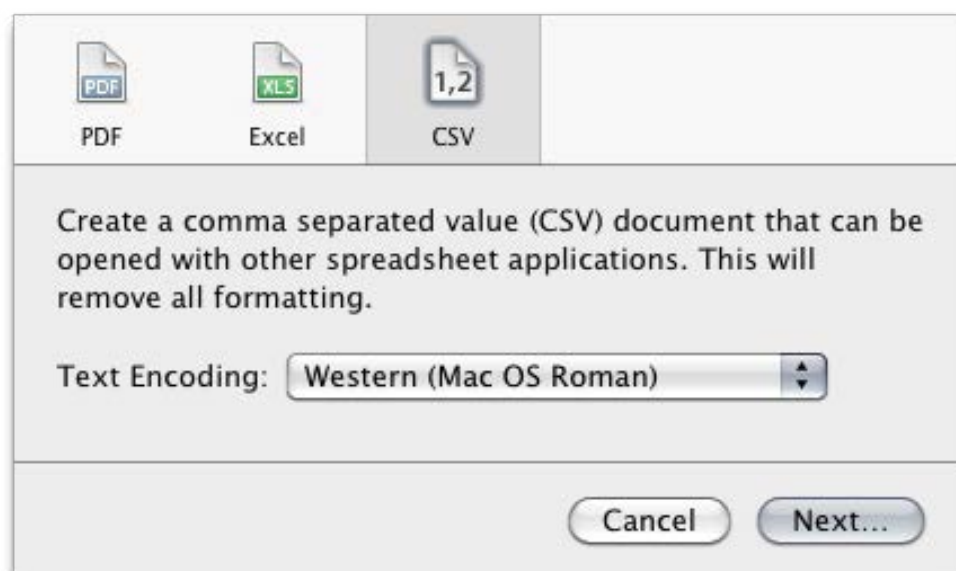 PDF XLS 1,2
PDF Excel CSV
Create a comma separated value (CSV) document that can be
opened with other spreadsheet applications. This will
remove all formatting.
Text Encoding: Western (Mac OS Roman)
Cancel Next...